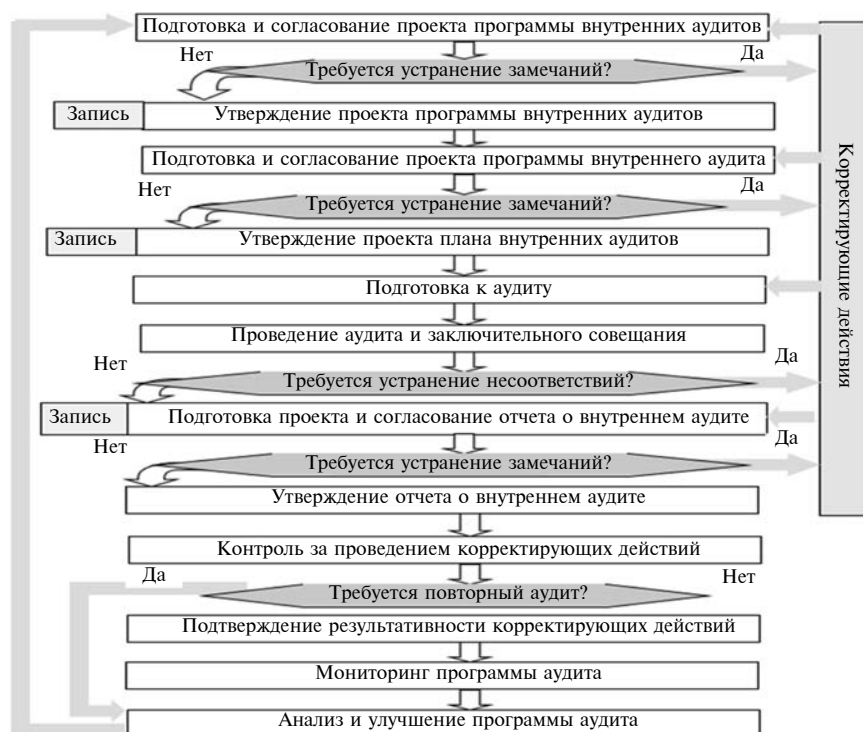 Подготовка и согласование проекта программы внутренних аудитов
Нет
Да
Требуется устранение замечаний?
Запись
Утверждение проекта программы внутренних аудитов
Подготовка и согласование проекта программы внутреннего аудита
Нет
Да
Требуется устранение замечаний?
Запись
Утверждение проекта плана внутренних аудитов
Подготовка к аудиту
Проведение аудита и заключительного совещания
Нет
Да
Требуется устранение несоответствий?
Запись
Подготовка проекта и согласование отчета о внутреннем аудите
Нет
Да
Требуется устранение замечаний?
Утверждение отчета о внутреннем аудите
Контроль за проведением корректирующих действий
Да
Нет
Требуется повторный аудит?
Подтверждение результативности корректирующих действий
Мониторинг программы аудита
Анализ и улучшение программы аудита
Корректирующие действия